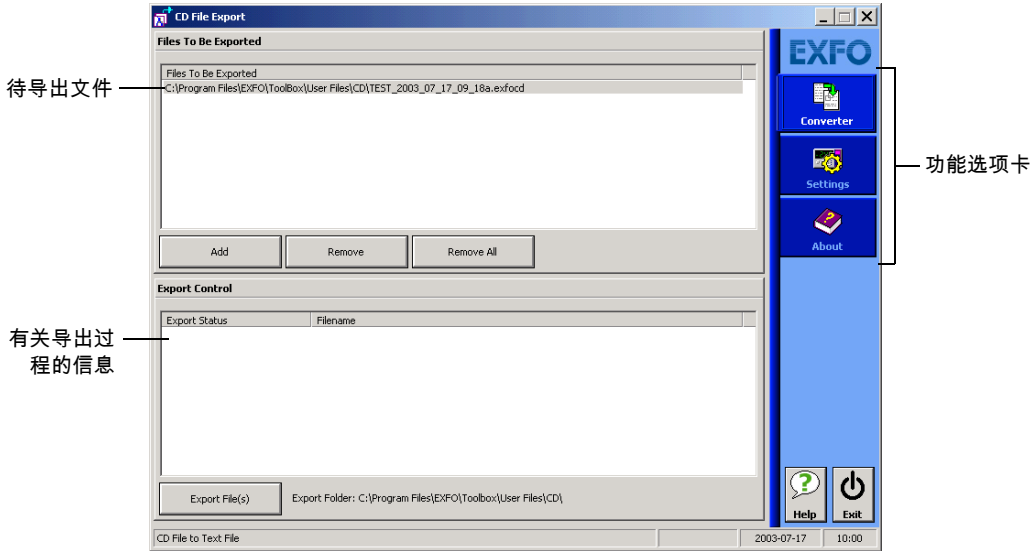 CD File Export
Files To Be Exported
EXFO
Files To Be Exported
待导出文件
C:\Program Files\EXFO\ToolBox\User Files\CD\TEST_2003_07_17_09_18a.exfocd
Converter
功能选项卡
Settings
Add
Remove
Remove All
About
Export Control
Export Status
Filename
有关导出过
程的信息
Export File(s)
Export Folder: C:\Program Files\EXFO\Toolbox\User Files\CD\
Help
Exit
CD File to Text File
2003-07-17
10:00